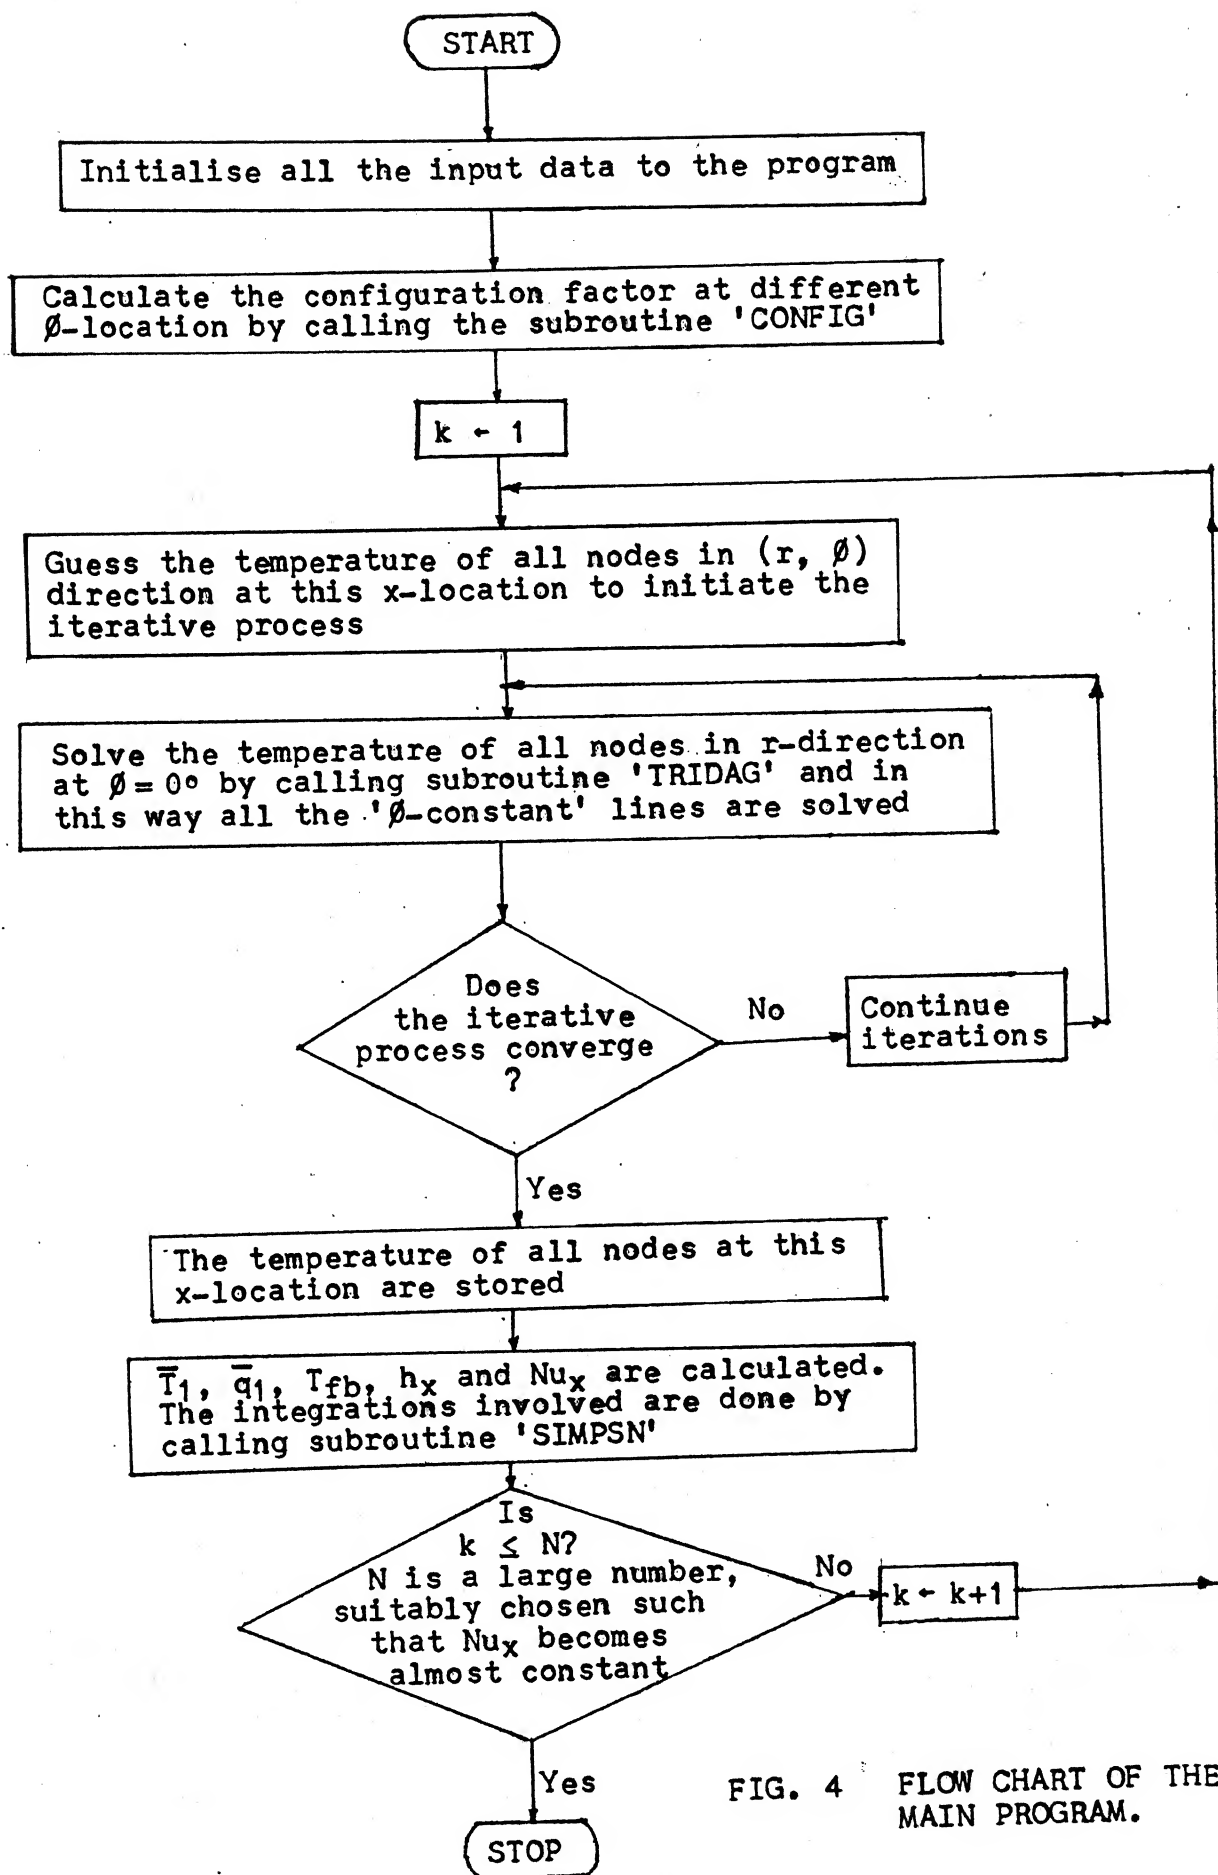 START
Initialise all the input data to the program
Calculate the configuration factor at different
Ø-location by calling the subroutine 'CONFIG'
k ← 1
Guess the temperature of all nodes in (r, Ø)
direction at this x-location to initiate the
iterative process
Solve the temperature of all nodes in r-direction
at Ø = 0° by calling subroutine 'TRIDAG' and in
this way all the 'Ø-constant' lines are solved
Does
the iterative
process converge
?
No
Continue
iterations
Yes
The temperature of all nodes at this
x-location are stored
T̅₁, q̅₁, T_fb, hₓ and Nuₓ are calculated.
The integrations involved are done by
calling subroutine 'SIMPSN'
Is
k ≤ N?
N is a large number,
suitably chosen such
that Nuₓ becomes
almost constant
No
k ← k+1
Yes
STOP
FIG. 4 FLOW CHART OF THE
MAIN PROGRAM.